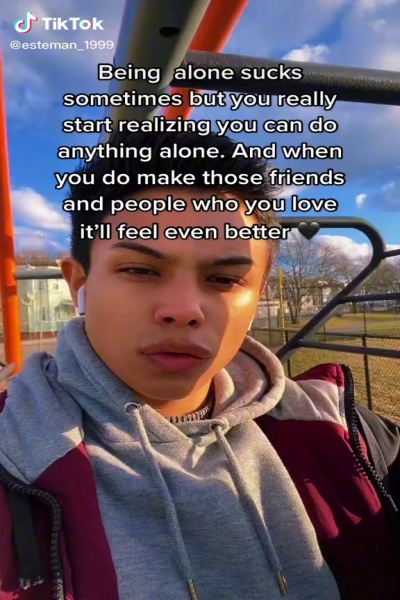 TikTok
@esteman_1999
Being alone sucks
sometimes but you really
start realizing you can do
anything alone. And when
you do make those friends
and people who you love
it'll feel even better 🖤